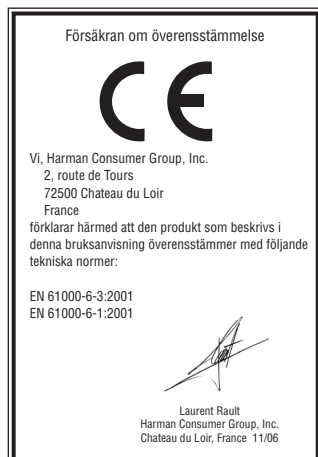 Försäkran om överensstämmelse
CE
Vi, Harman Consumer Group, Inc.
2, route de Tours
72500 Chateau du Loir
France
förklarar härmed att den produkt som beskrivs i
denna bruksanvisning överensstämmer med följande
tekniska normer:
EN 61000-6-3:2001
EN 61000-6-1:2001
Laurent Rault
Harman Consumer Group, Inc.
Chateau du Loir, France 11/06